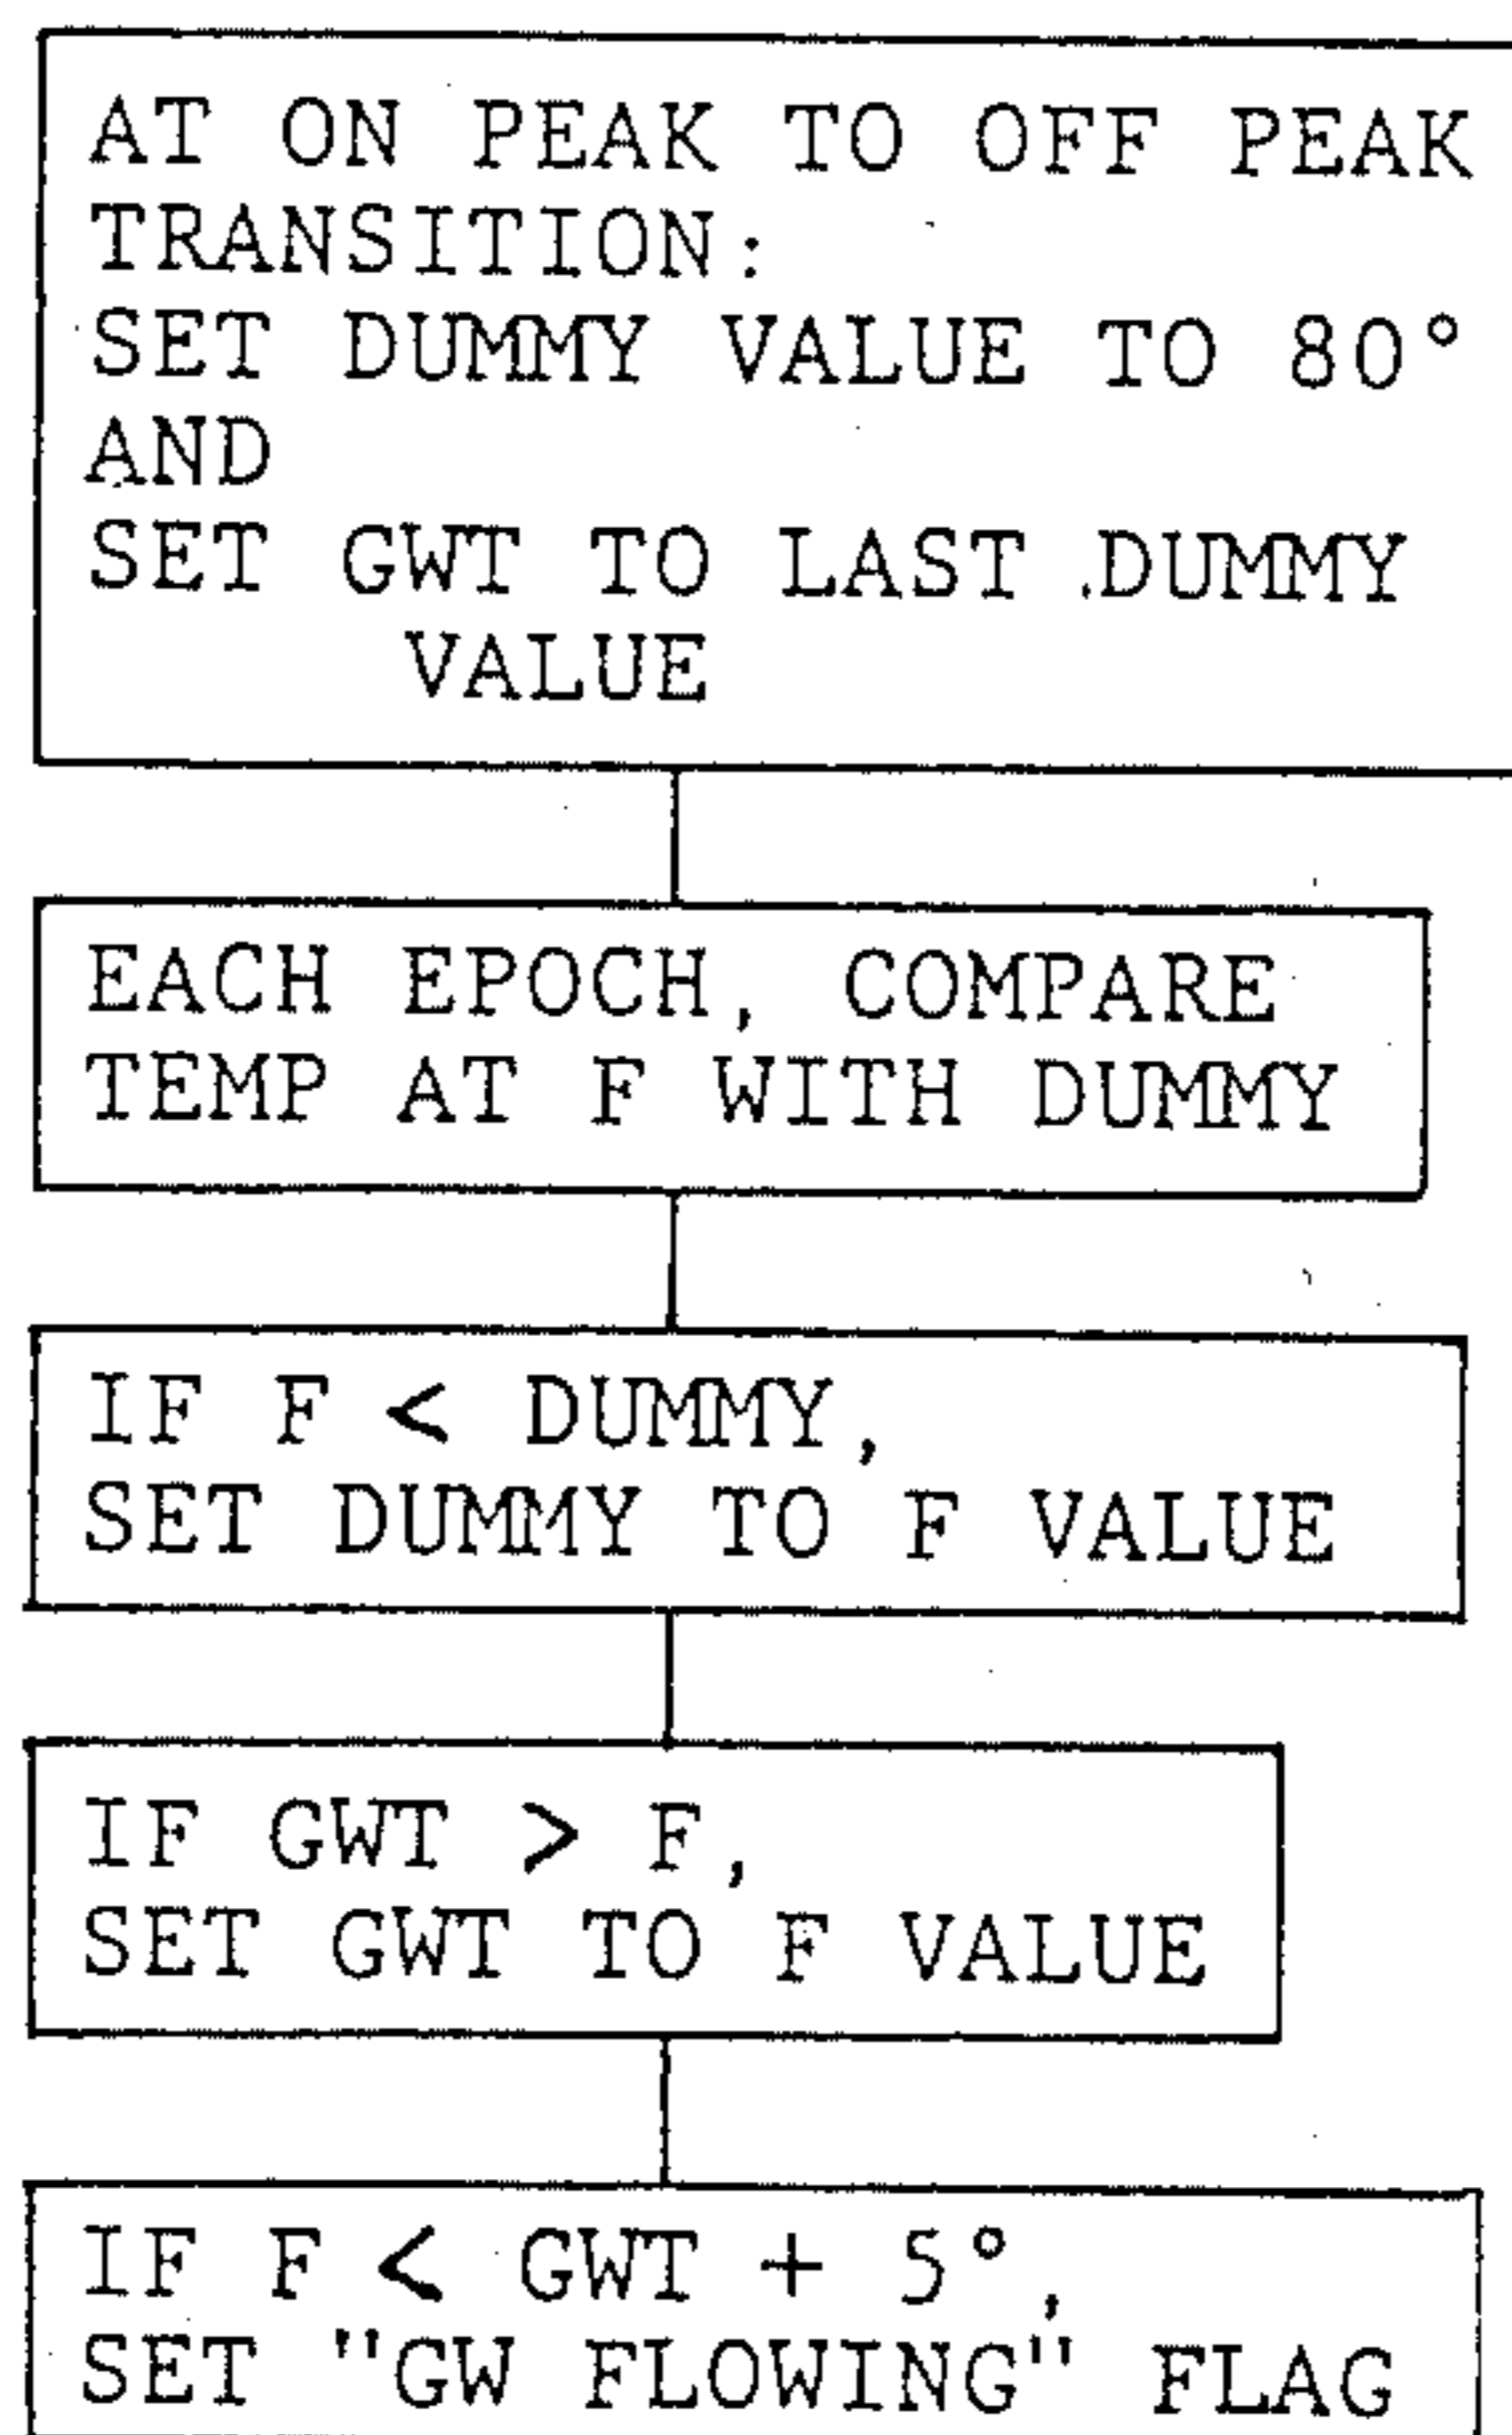 AT ON PEAK TO OFF PEAK
TRANSITION:
SET DUMMY VALUE TO 80°
AND
SET GWT TO LAST DUMMY
VALUE
EACH EPOCH, COMPARE
TEMP AT F WITH DUMMY
IF F < DUMMY,
SET DUMMY TO F VALUE
IF GWT > F,
SET GWT TO F VALUE
IF F < GWT + 5°,
SET "GW FLOWING" FLAG